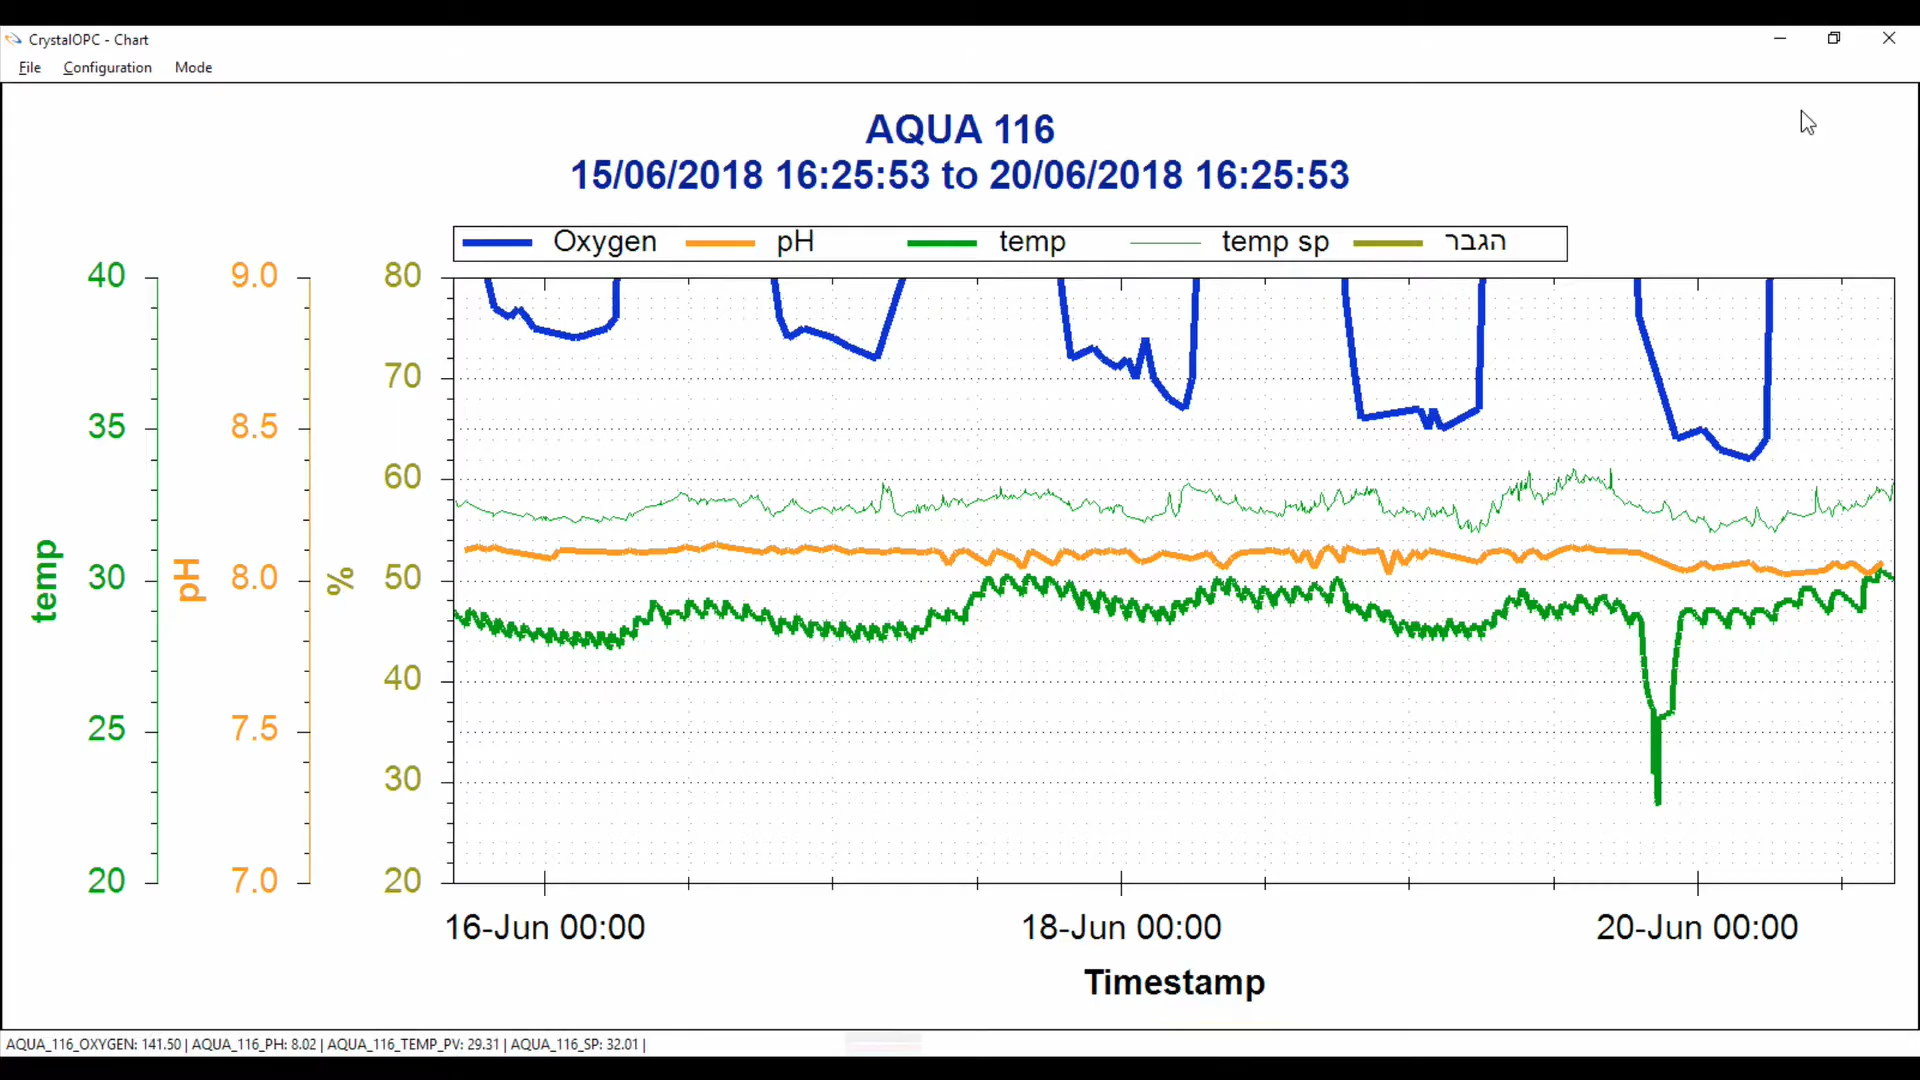 CrystalOPC - Chart
File Configuration Mode
AQUA 116
15/06/2018 16:25:53 to 20/06/2018 16:25:53
Oxygen pH temp temp sp הגבר
40 9.0 80
70
35 8.5
60
temp pH %
30 8.0 50
40
25 7.5
30
20 7.0 20
16-Jun 00:00 18-Jun 00:00 20-Jun 00:00
Timestamp
AQUA_116_OXYGEN: 141.50 | AQUA_116_PH: 8.02 | AQUA_116_TEMP_PV: 29.31 | AQUA_116_SP: 32.01 |